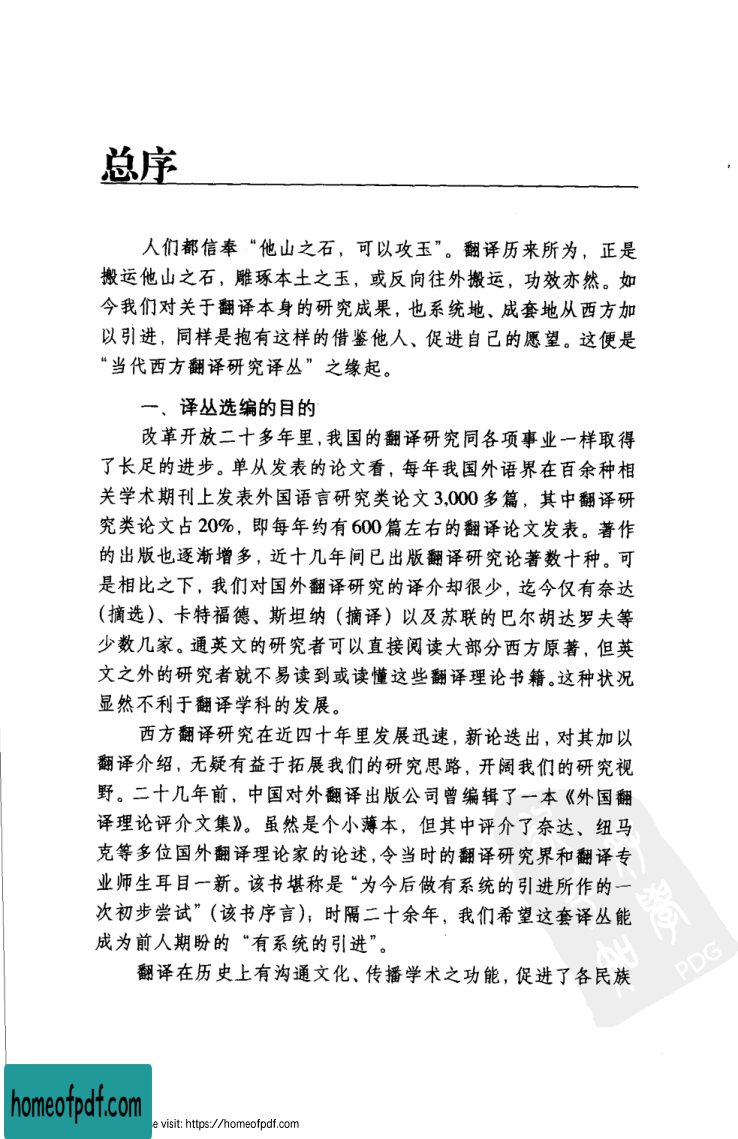 总序
人们都信奉“他山之石，可以攻玉”。翻译历来所为，正是
搬运他山之石，雕琢本土之玉，或反向往外搬运，功效亦然。如
今我们对关于翻译本身的研究成果，也系统地、成套地从西方加
以引进，同样是抱有这样的借鉴他人、促进自己的愿望。这便是
“当代西方翻译研究译丛”之缘起。
一、译丛选编的目的
改革开放二十多年里，我国的翻译研究同各项事业一样取得
了长足的进步。单从发表的论文看，每年我国外语界在百余种相
关学术期刊上发表外国语言研究类论文3,000多篇，其中翻译研
究类论文占20%，即每年约有600篇左右的翻译论文发表。著作
的出版也逐渐增多，近十几年间已出版翻译研究论著数十种。可
是相比之下，我们对国外翻译研究的译介却很少，迄今仅有奈达
（摘选）、卡特福德、斯坦纳（摘译）以及苏联的巴尔胡达罗夫等
少数几家。通英文的研究者可以直接阅读大部分西方原著，但英
文之外的研究者就不易读到或读懂这些翻译理论书籍。这种状况
显然不利于翻译学科的发展。
西方翻译研究在近四十年里发展迅速，新论迭出，对其加以
翻译介绍，无疑有益于拓展我们的研究思路，开阔我们的研究视
野。二十几年前，中国对外翻译出版公司曾编辑了一本《外国翻
译理论评介文集》。虽然是个小薄本，但其中评介了奈达、纽马
克等多位国外翻译理论家的论述，令当时的翻译研究界和翻译专
业师生耳目一新。该书堪称是“为今后做有系统的引进所作的一
次初步尝试”（该书序言）；时隔二十余年，我们希望这套译丛能
成为前人期盼的“有系统的引进”。
翻译在历史上有沟通文化、传播学术之功能，促进了各民族
PDG
homeofpdf.com
e visit: https://homeofpdf.com